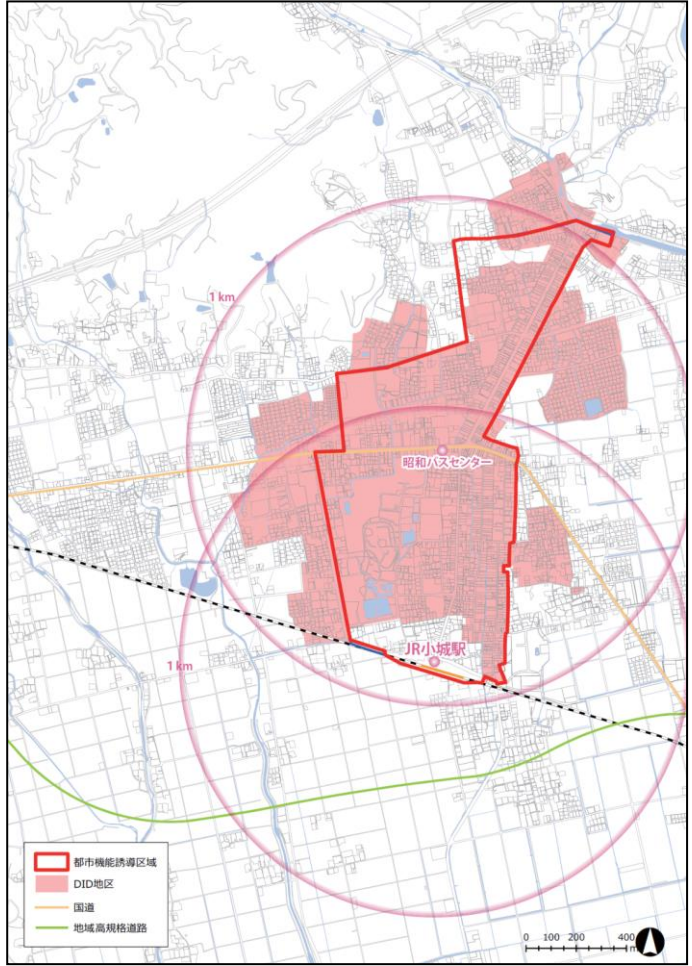 1 km
昭和バスセンター
JR小城駅
1 km
都市機能誘導区域
DID地区
国道
地域高規格道路
0 100 200 400
m